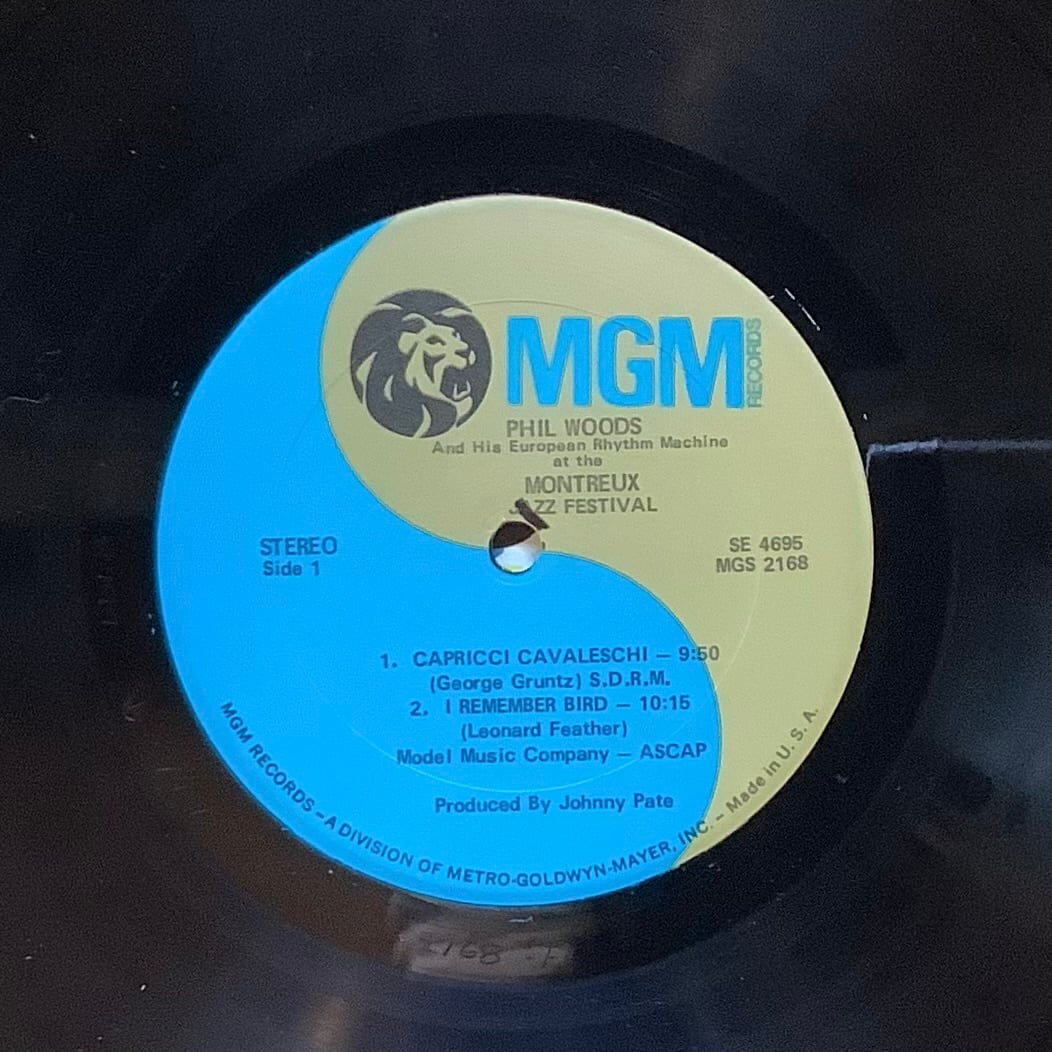 MGM RECORDS
PHIL WOODS
And His European Rhythm Machine
at the
MONTREUX
JAZZ FESTIVAL
STEREO
Side 1
SE 4695
MGS 2168
1. CAPRICCI CAVALESCHI — 9:50
(George Gruntz) S.D.R.M.
2. I REMEMBER BIRD — 10:15
(Leonard Feather)
Model Music Company — ASCAP
Produced By Johnny Pate
MGM RECORDS – A DIVISION OF METRO-GOLDWYN-MAYER, INC. – Made in U. S. A.